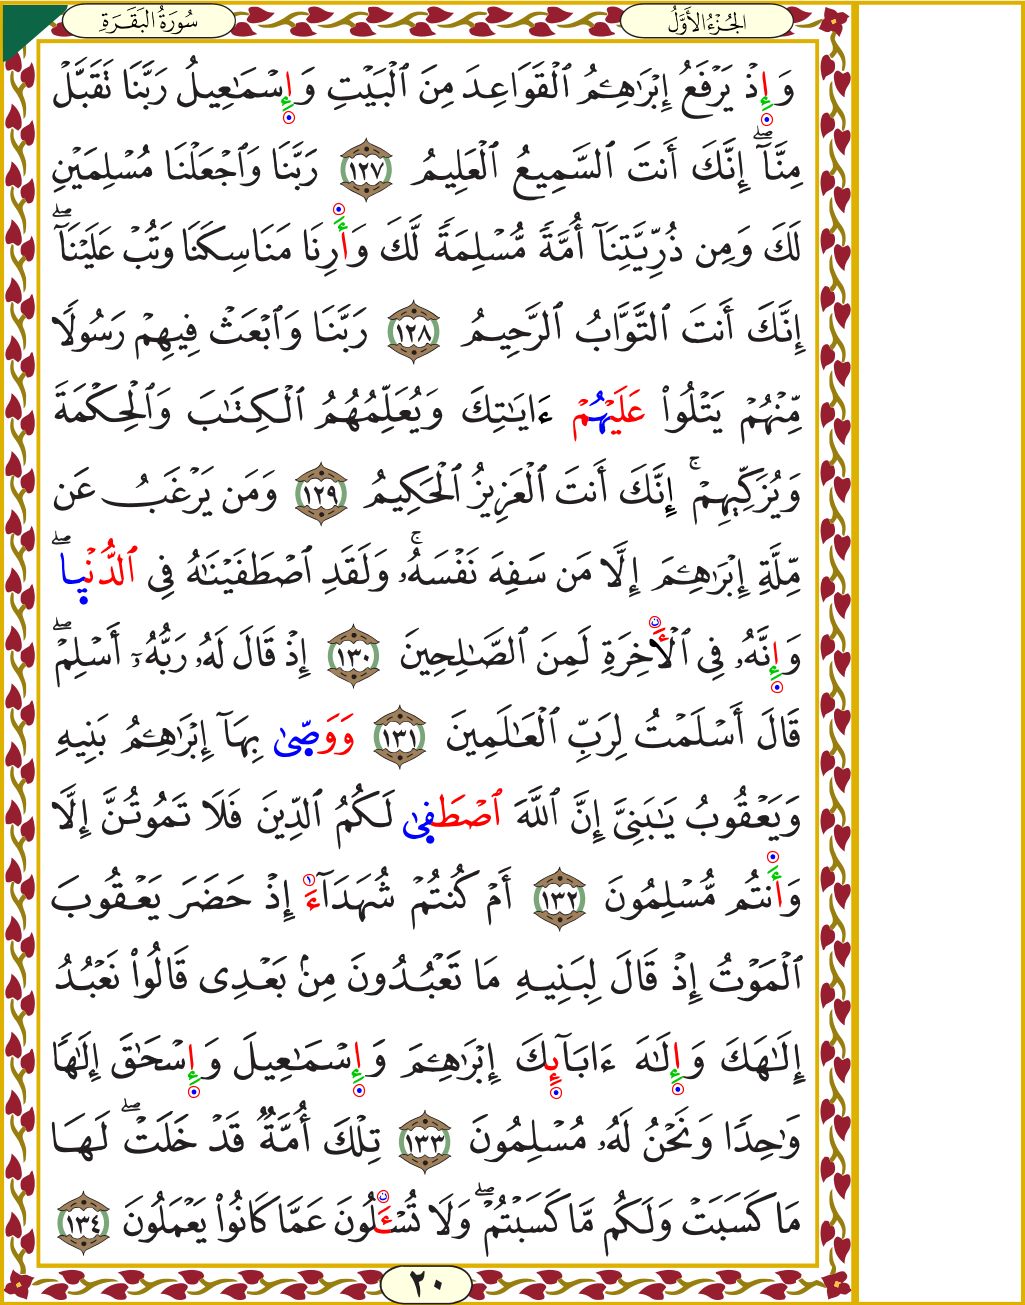 الجُزْءُ الأَوَّلُ
سُورَةُ البَقَرَةِ
وَإِذْ يَرْفَعُ إِبْرَٰهِـۧمُ ٱلْقَوَاعِدَ مِنَ ٱلْبَيْتِ وَإِسْمَٰعِيلُ رَبَّنَا تَقَبَّلْ
مِنَّآۖ إِنَّكَ أَنتَ ٱلسَّمِيعُ ٱلْعَلِيمُ ١٢٧ رَبَّنَا وَٱجْعَلْنَا مُسْلِمَيْنِ
لَكَ وَمِن ذُرِّيَّتِنَآ أُمَّةً مُّسْلِمَةً لَّكَ وَأَرِنَا مَنَاسِكَنَا وَتُبْ عَلَيْنَآۖ
إِنَّكَ أَنتَ ٱلتَّوَّابُ ٱلرَّحِيمُ ١٢٨ رَبَّنَا وَٱبْعَثْ فِيهِمْ رَسُولًا
مِّنْهُمْ يَتْلُوا۟ عَلَيْهُمْ ءَايَٰتِكَ وَيُعَلِّمُهُمُ ٱلْكِتَٰبَ وَٱلْحِكْمَةَ
وَيُزَكِّيهِمْۚ إِنَّكَ أَنتَ ٱلْعَزِيزُ ٱلْحَكِيمُ ١٢٩ وَمَن يَرْغَبُ عَن
مِّلَّةِ إِبْرَٰهِـۧمَ إِلَّا مَن سَفِهَ نَفْسَهُۥۚ وَلَقَدِ ٱصْطَفَيْنَٰهُ فِى ٱلدُّنْيَاۖ
وَإِنَّهُۥ فِى ٱلْأَخِرَةِ لَمِنَ ٱلصَّٰلِحِينَ ١٣٠ إِذْ قَالَ لَهُۥ رَبُّهُۥٓ أَسْلِمْۖ
قَالَ أَسْلَمْتُ لِرَبِّ ٱلْعَٰلَمِينَ ١٣١ وَوَصّىٰ بِهَآ إِبْرَٰهِـۧمُ بَنِيهِ
وَيَعْقُوبُ يَٰبَنِىَّ إِنَّ ٱللَّهَ ٱصْطَفىٰ لَكُمُ ٱلدِّينَ فَلَا تَمُوتُنَّ إِلَّا
وَأَنتُم مُّسْلِمُونَ ١٣٢ أَمْ كُنتُمْ شُهَدَآءَ إِذْ حَضَرَ يَعْقُوبَ
ٱلْمَوْتُ إِذْ قَالَ لِبَنِيهِ مَا تَعْبُدُونَ مِنۢ بَعْدِى قَالُوا۟ نَعْبُدُ
إِلَٰهَكَ وَإِلَٰهَ ءَابَآئِكَ إِبْرَٰهِـۧمَ وَإِسْمَٰعِيلَ وَإِسْحَٰقَ إِلَٰهًا
وَٰحِدًا وَنَحْنُ لَهُۥ مُسْلِمُونَ ١٣٣ تِلْكَ أُمَّةٌ قَدْ خَلَتْۖ لَهَا
مَا كَسَبَتْ وَلَكُم مَّا كَسَبْتُمْۖ وَلَا تُسْـَٔلُونَ عَمَّا كَانُوا۟ يَعْمَلُونَ ١٣٤
٢٠